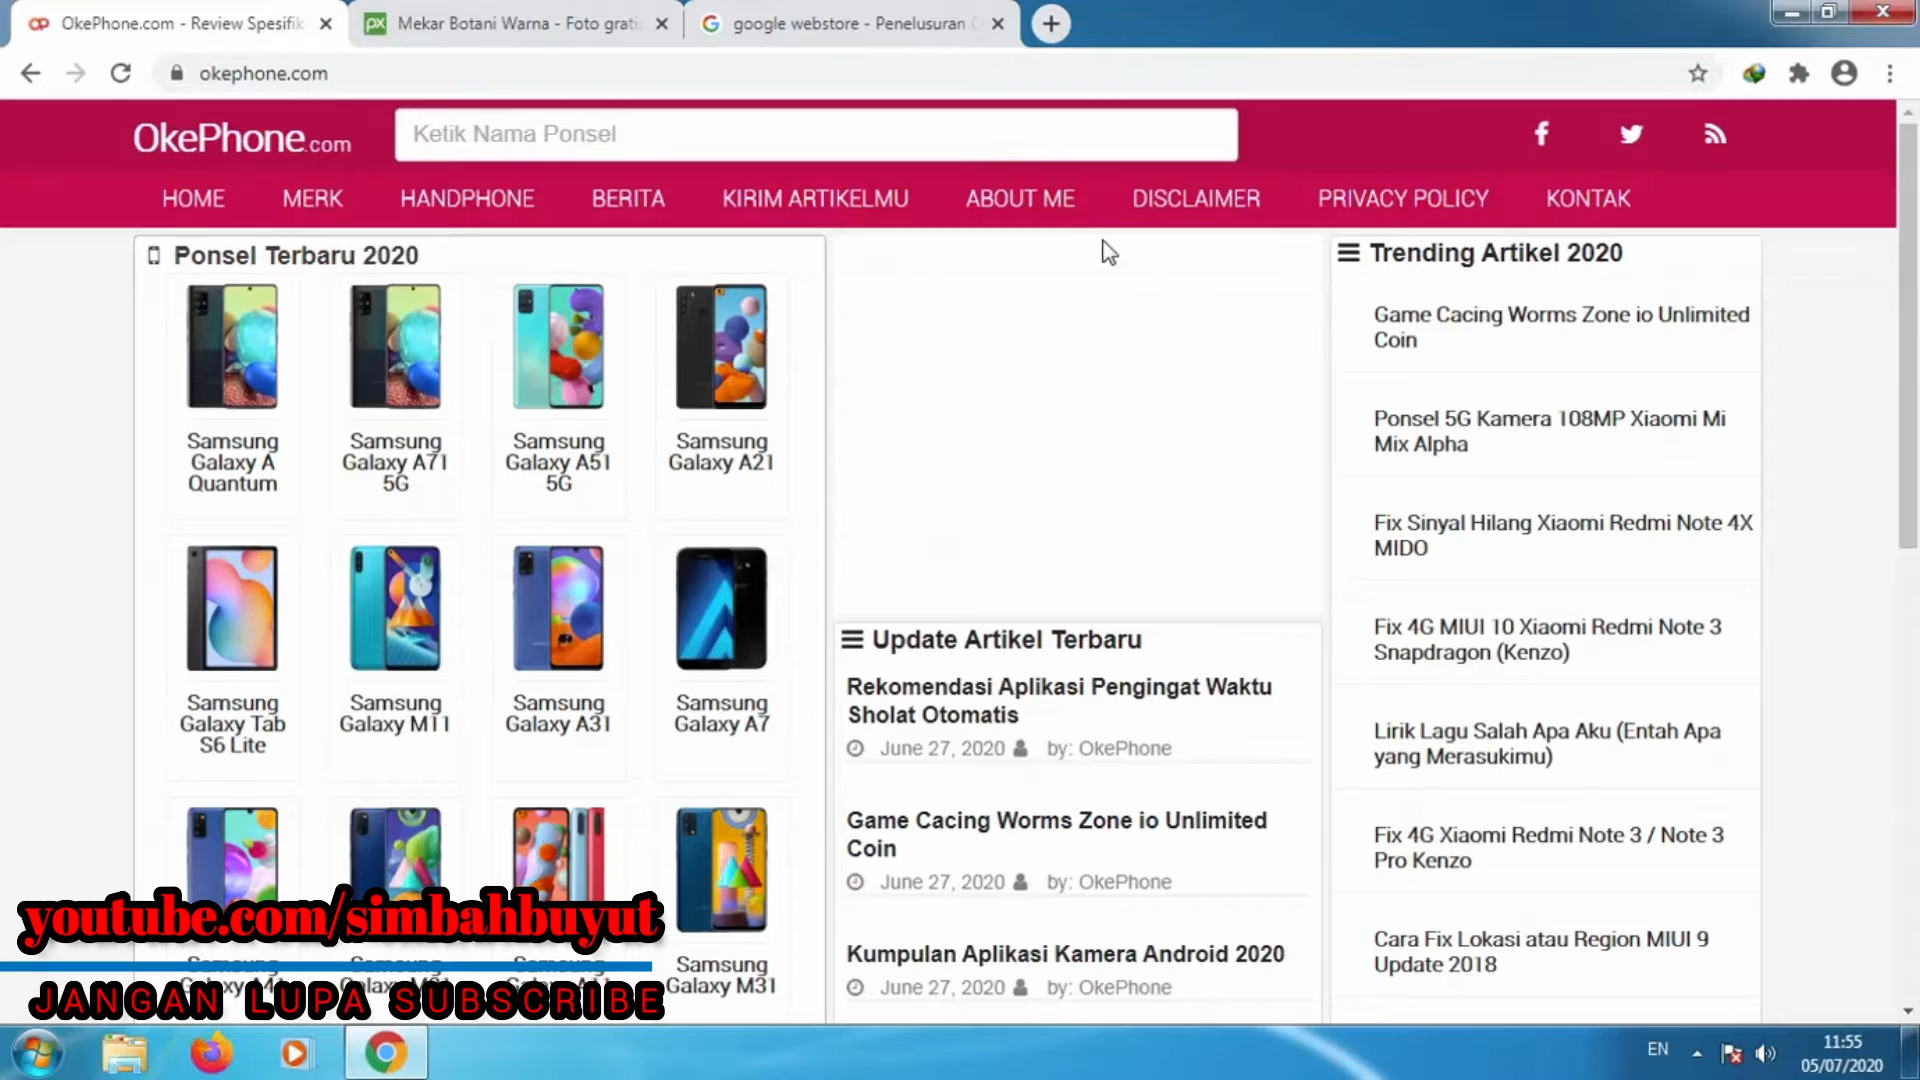 OkePhone.com - Review Spesifik
Mekar Botani Warna - Foto grati
google webstore - Penelusuran
okephone.com
OkePhone.com
Ketik Nama Ponsel
HOME
MERK
HANDPHONE
BERITA
KIRIM ARTIKELMU
ABOUT ME
DISCLAIMER
PRIVACY POLICY
KONTAK
Ponsel Terbaru 2020
Samsung
Galaxy A
Quantum
Samsung
Galaxy A71
5G
Samsung
Galaxy A51
5G
Samsung
Galaxy A21
Samsung
Galaxy Tab
S6 Lite
Samsung
Galaxy M11
Samsung
Galaxy A31
Samsung
Galaxy A7
Samsung
Galaxy
Samsung
Galaxy
Samsung
Galaxy
Samsung
Galaxy M31
Update Artikel Terbaru
Rekomendasi Aplikasi Pengingat Waktu
Sholat Otomatis
June 27, 2020 by: OkePhone
Game Cacing Worms Zone io Unlimited
Coin
June 27, 2020 by: OkePhone
Kumpulan Aplikasi Kamera Android 2020
June 27, 2020 by: OkePhone
Trending Artikel 2020
Game Cacing Worms Zone io Unlimited
Coin
Ponsel 5G Kamera 108MP Xiaomi Mi
Mix Alpha
Fix Sinyal Hilang Xiaomi Redmi Note 4X
MIDO
Fix 4G MIUI 10 Xiaomi Redmi Note 3
Snapdragon (Kenzo)
Lirik Lagu Salah Apa Aku (Entah Apa
yang Merasukimu)
Fix 4G Xiaomi Redmi Note 3 / Note 3
Pro Kenzo
Cara Fix Lokasi atau Region MIUI 9
Update 2018
youtube.com/simbahbuyut
JANGAN LUPA SUBSCRIBE
EN
11:55
05/07/2020